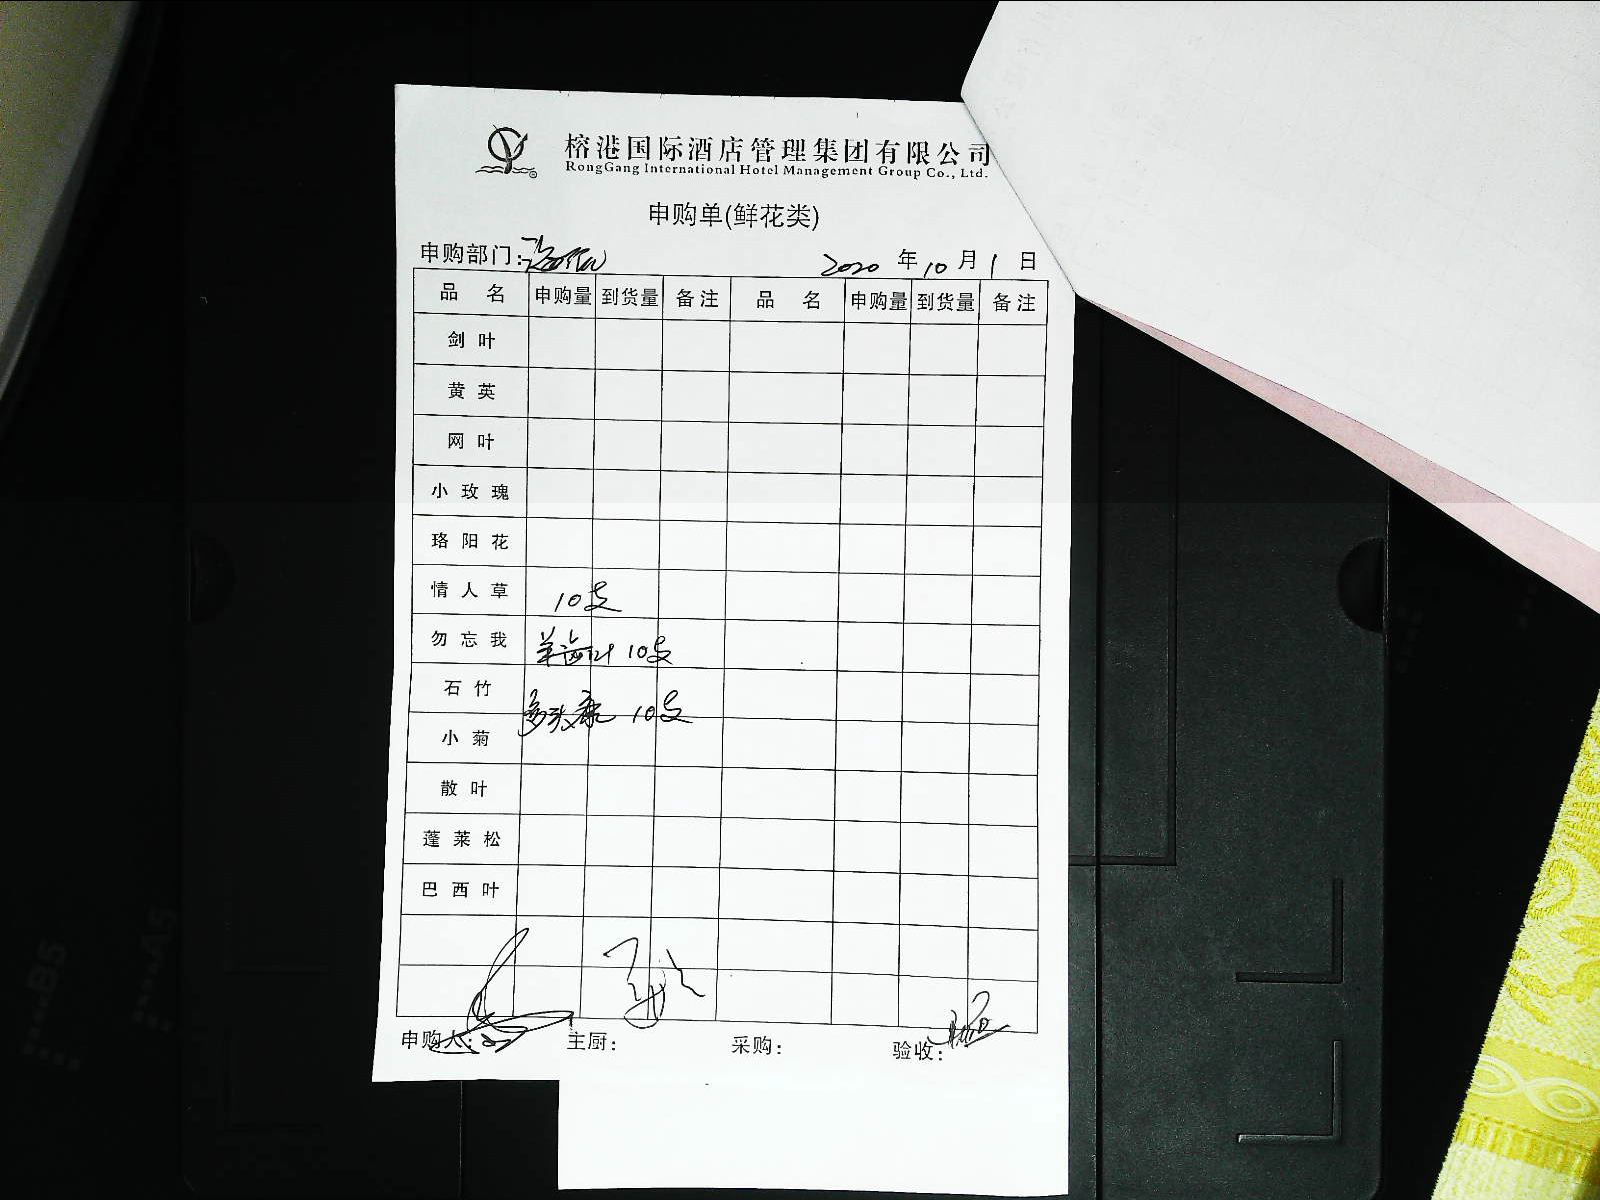 榕港国际酒店管理集团有限公司
RongGang International Hotel Management Group Co., Ltd.
申购单(鲜花类)
申购部门: 2020 年 10 月 1 日
品 名 申购量 到货量 备注 品 名 申购量 到货量 备注
剑叶
黄英
网叶
小玫瑰
珞阳花
情人草 10支
勿忘我 10支
石竹
多头康 10支
小菊
散叶
蓬莱松
巴西叶
申购人: 主厨: 采购: 验收:
B5
A5